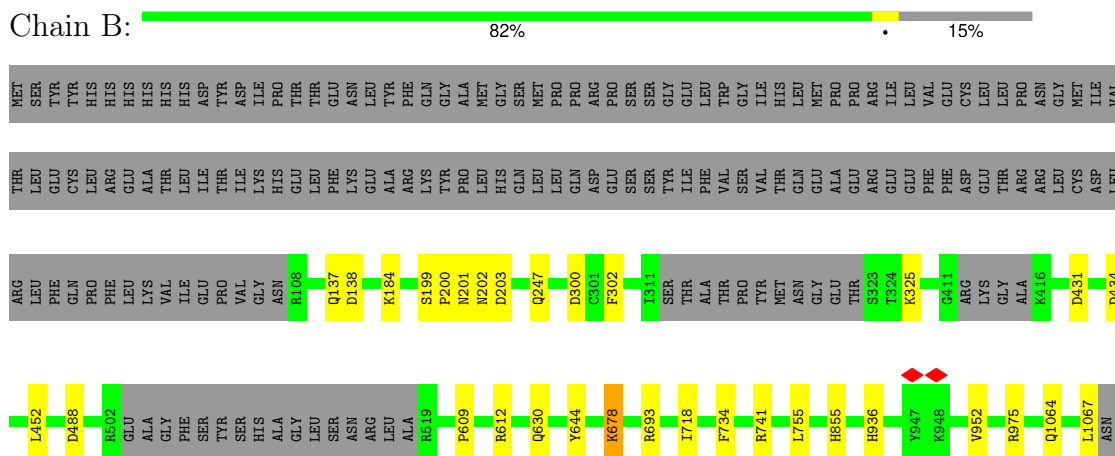 Chain B:
82% • 15%
MET SER TYR TYR HIS HIS HIS HIS HIS HIS ASP TYR ASP ILE PRO THR THR GLU ASN LEU TYR PHE GLN GLY ALA MET GLY SER MET PRO PRO ARG PRO SER SER GLY GLU LEU TRP GLY ILE HIS LEU MET PRO PRO ARG ILE LEU VAL GLU CYS LEU LEU PRO ASN GLY MET ILE VAL
THR LEU GLU CYS LEU ARG GLU ALA THR LEU ILE THR ILE LYS HIS GLU LEU PHE LYS GLU ALA ARG LYS TYR PRO LEU HIS GLN LEU LEU GLN ASP GLU SER SER TYR ILE PHE VAL SER VAL THR GLN GLU ALA GLU ARG GLU GLU PHE PHE ASP GLU THR ARG ARG LEU CYS ASP LEU
ARG LEU PHE GLN PRO PHE LEU LYS VAL ILE GLU PRO VAL GLY ASN R108 Q137 D138 K184 S199 P200 N201 N202 D203 Q247 D300 C301 F302 I311 SER THR ALA THR PRO TYR MET ASN GLY GLU THR S323 T324 K325 G411 ARG LYS GLY ALA K416 D431 D434
L452 D488 R502 GLU ALA GLY PHE SER TYR SER HIS ALA GLY LEU SER ASN ARG LEU ALA R519 P609 R612 Q630 Y644 K678 R693 I718 F734 R741 L755 H855 H936 Y947 K948 V952 R975 Q1064 L1067 ASN